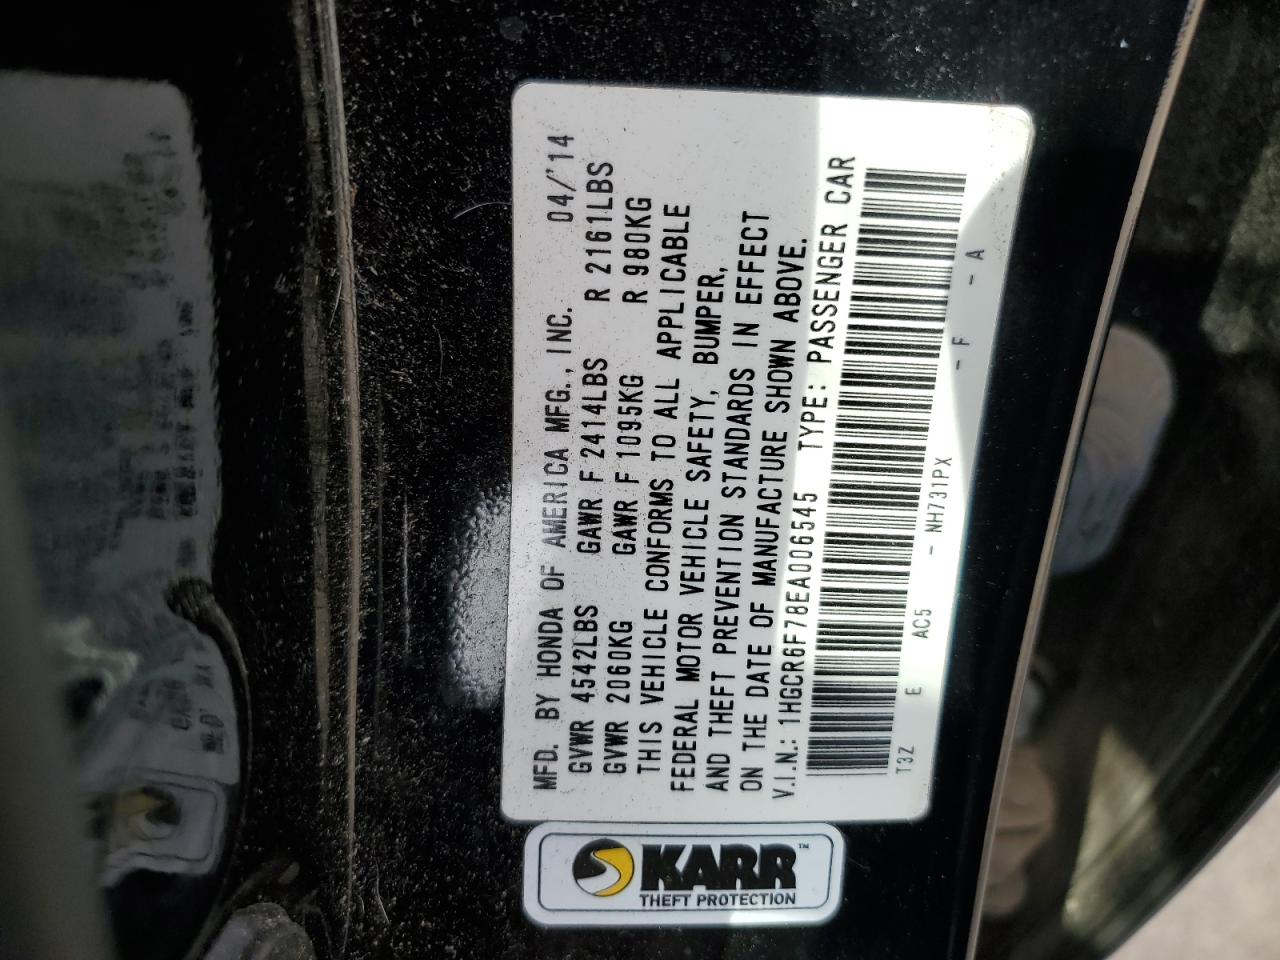 MFD. BY HONDA OF AMERICA MFG., INC. 04/'14
GVWR 4542LBS GAWR F 2414LBS R 2161LBS
GVWR 2060KG GAWR F 1095KG R 980KG
THIS VEHICLE CONFORMS TO ALL APPLICABLE
FEDERAL MOTOR VEHICLE SAFETY, BUMPER,
AND THEFT PREVENTION STANDARDS IN EFFECT
ON THE DATE OF MANUFACTURE SHOWN ABOVE.
V.I.N.: 1HGCR6F78EA006545 TYPE: PASSENGER CAR
T3Z E AC5 - NH731PX - F - A
KARR™
THEFT PROTECTION